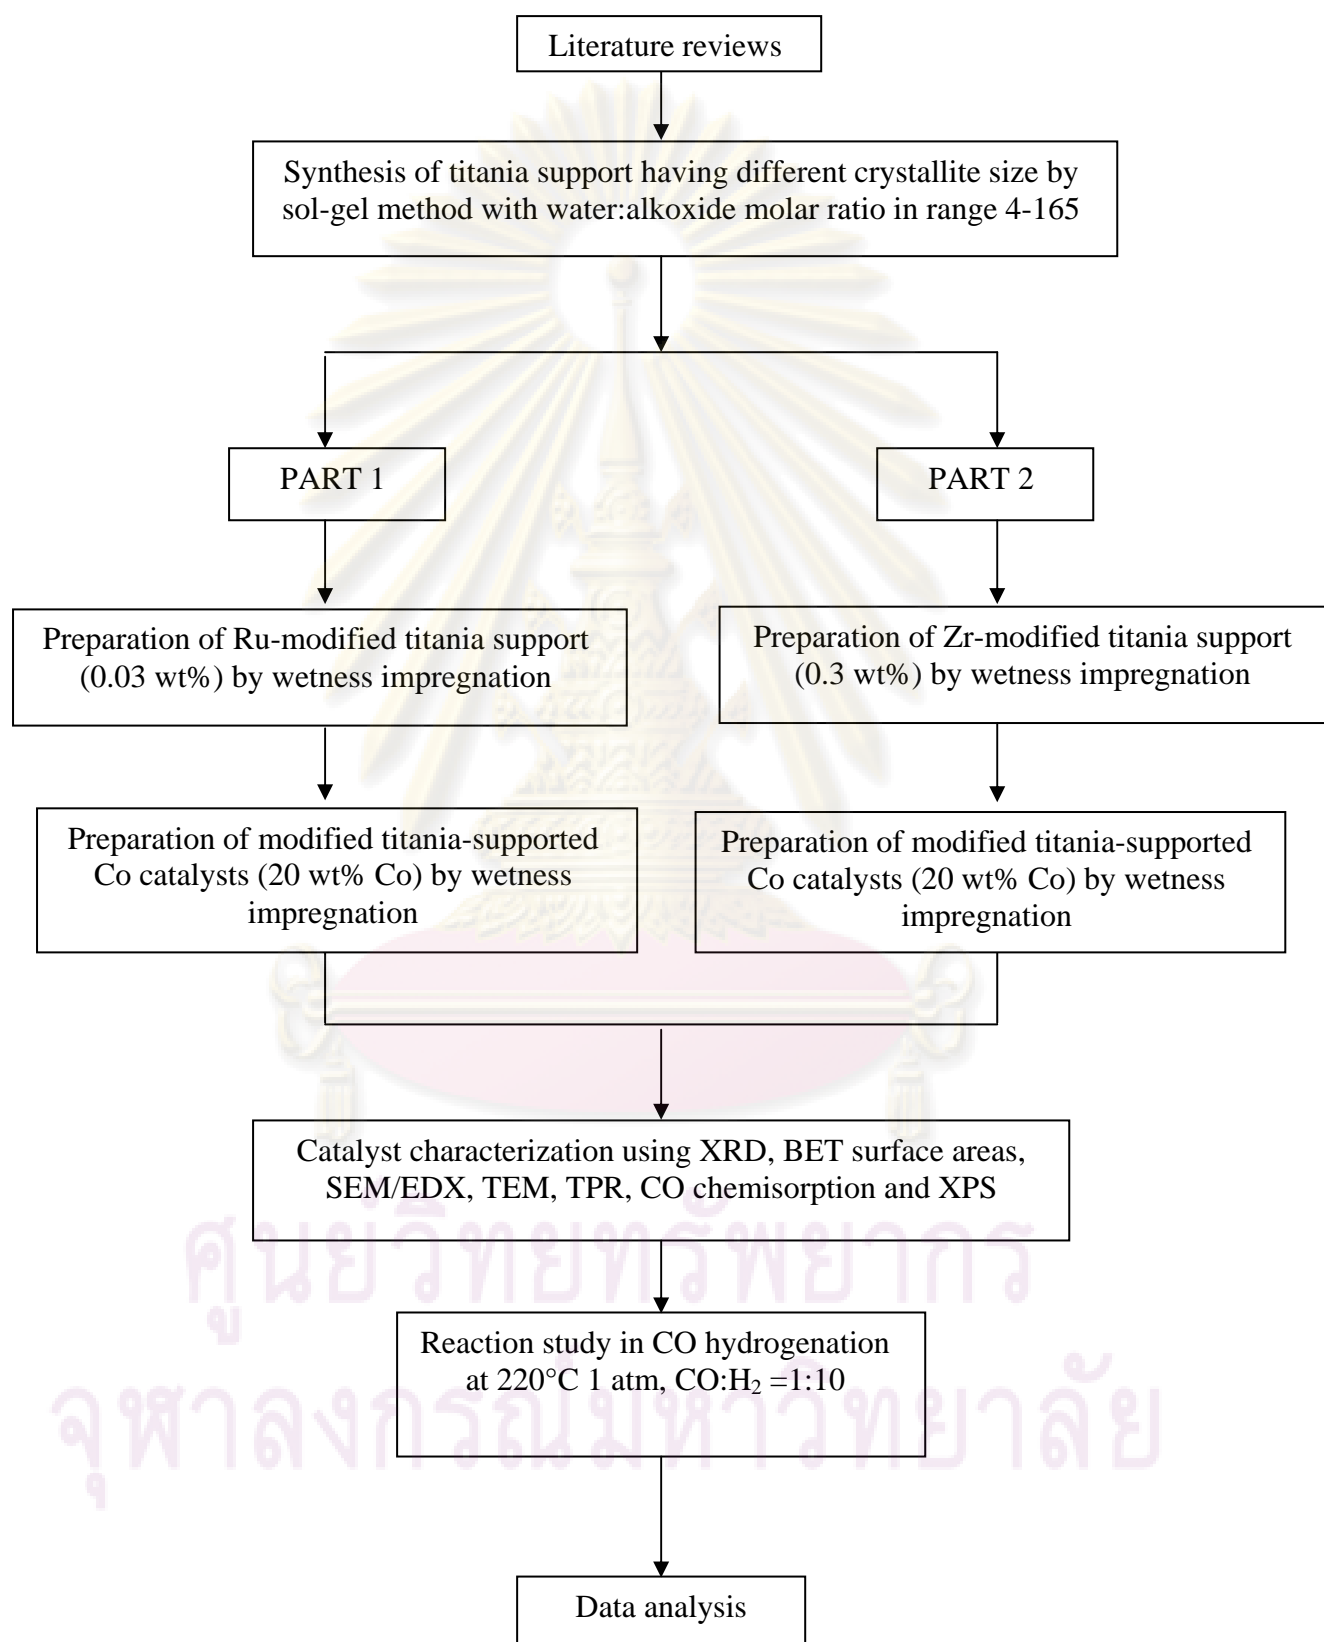 Literature reviews
Synthesis of titania support having different crystallite size by
sol-gel method with water:alkoxide molar ratio in range 4-165
PART 1
PART 2
Preparation of Ru-modified titania support
(0.03 wt%) by wetness impregnation
Preparation of Zr-modified titania support
(0.3 wt%) by wetness impregnation
Preparation of modified titania-supported
Co catalysts (20 wt% Co) by wetness
impregnation
Preparation of modified titania-supported
Co catalysts (20 wt% Co) by wetness
impregnation
Catalyst characterization using XRD, BET surface areas,
SEM/EDX, TEM, TPR, CO chemisorption and XPS
ศูนย์วิทยทรัพยากร
Reaction study in CO hydrogenation
at 220°C 1 atm, CO:H₂ =1:10
จุฬาลงกรณ์มหาวิทยาลัย
Data analysis